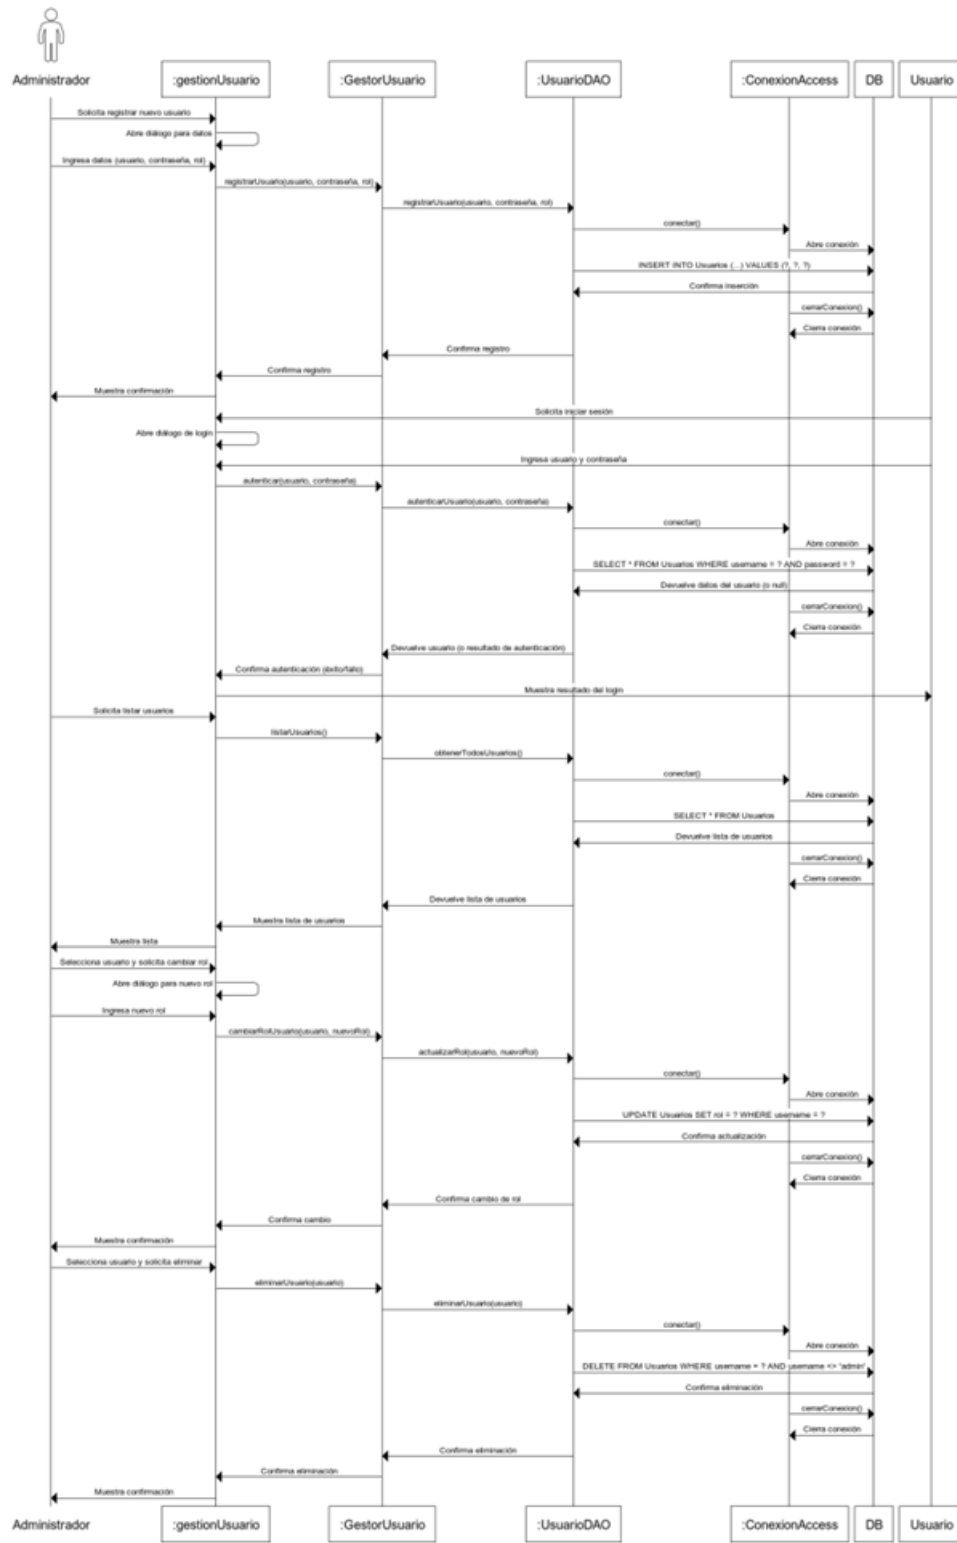 Administrador
:gestionUsuario
:GestorUsuario
:UsuarioDAO
:ConexionAccess
DB
Usuario
Solicita registrar nuevo usuario
Abre diálogo para datos
Ingresa datos (usuario, contraseña, rol)
registrarUsuario(usuario, contraseña, rol)
registrarUsuario(usuario, contraseña, rol)
conectar()
Abre conexión
INSERT INTO Usuarios (...) VALUES (?, ?, ?)
Confirma inserción
cerrarConexion()
Cierra conexión
Confirma registro
Confirma registro
Muestra confirmación
Solicita iniciar sesión
Abre diálogo de login
Ingresa usuario y contraseña
autenticar(usuario, contraseña)
autenticarUsuario(usuario, contraseña)
conectar()
Abre conexión
SELECT * FROM Usuarios WHERE username = ? AND password = ?
Devuelve datos del usuario (o null)
cerrarConexion()
Cierra conexión
Devuelve usuario (o resultado de autenticación)
Confirma autenticación (éxito/fallo)
Muestra resultado del login
Solicita listar usuarios
listarUsuarios()
obtenerTodosUsuarios()
conectar()
Abre conexión
SELECT * FROM Usuarios
Devuelve lista de usuarios
cerrarConexion()
Cierra conexión
Devuelve lista de usuarios
Muestra lista de usuarios
Muestra lista
Selecciona usuario y solicita cambiar rol
Abre diálogo para nuevo rol
Ingresa nuevo rol
cambiarRolUsuario(usuario, nuevoRol)
actualizarRol(usuario, nuevoRol)
conectar()
Abre conexión
UPDATE Usuarios SET rol = ? WHERE username = ?
Confirma actualización
cerrarConexion()
Cierra conexión
Confirma cambio de rol
Confirma cambio
Muestra confirmación
Selecciona usuario y solicita eliminar
eliminarUsuario(usuario)
eliminarUsuario(usuario)
conectar()
Abre conexión
DELETE FROM Usuarios WHERE username = ? AND username <> 'admin'
Confirma eliminación
cerrarConexion()
Cierra conexión
Confirma eliminación
Confirma eliminación
Muestra confirmación
Administrador
:gestionUsuario
:GestorUsuario
:UsuarioDAO
:ConexionAccess
DB
Usuario